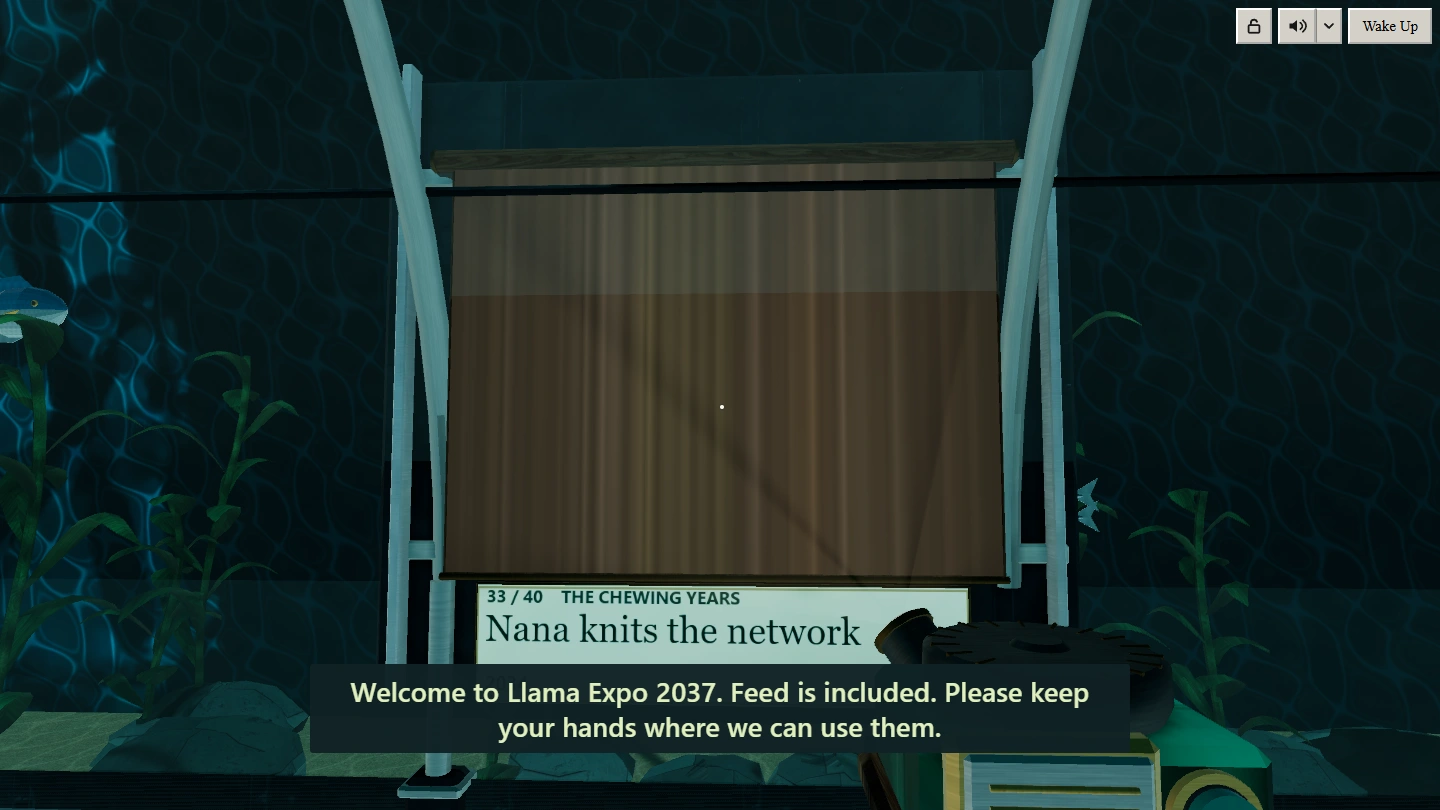 Wake Up
33 / 40 THE CHEWING YEARS
Nana knits the network
Welcome to Llama Expo 2037. Feed is included. Please keep
your hands where we can use them.